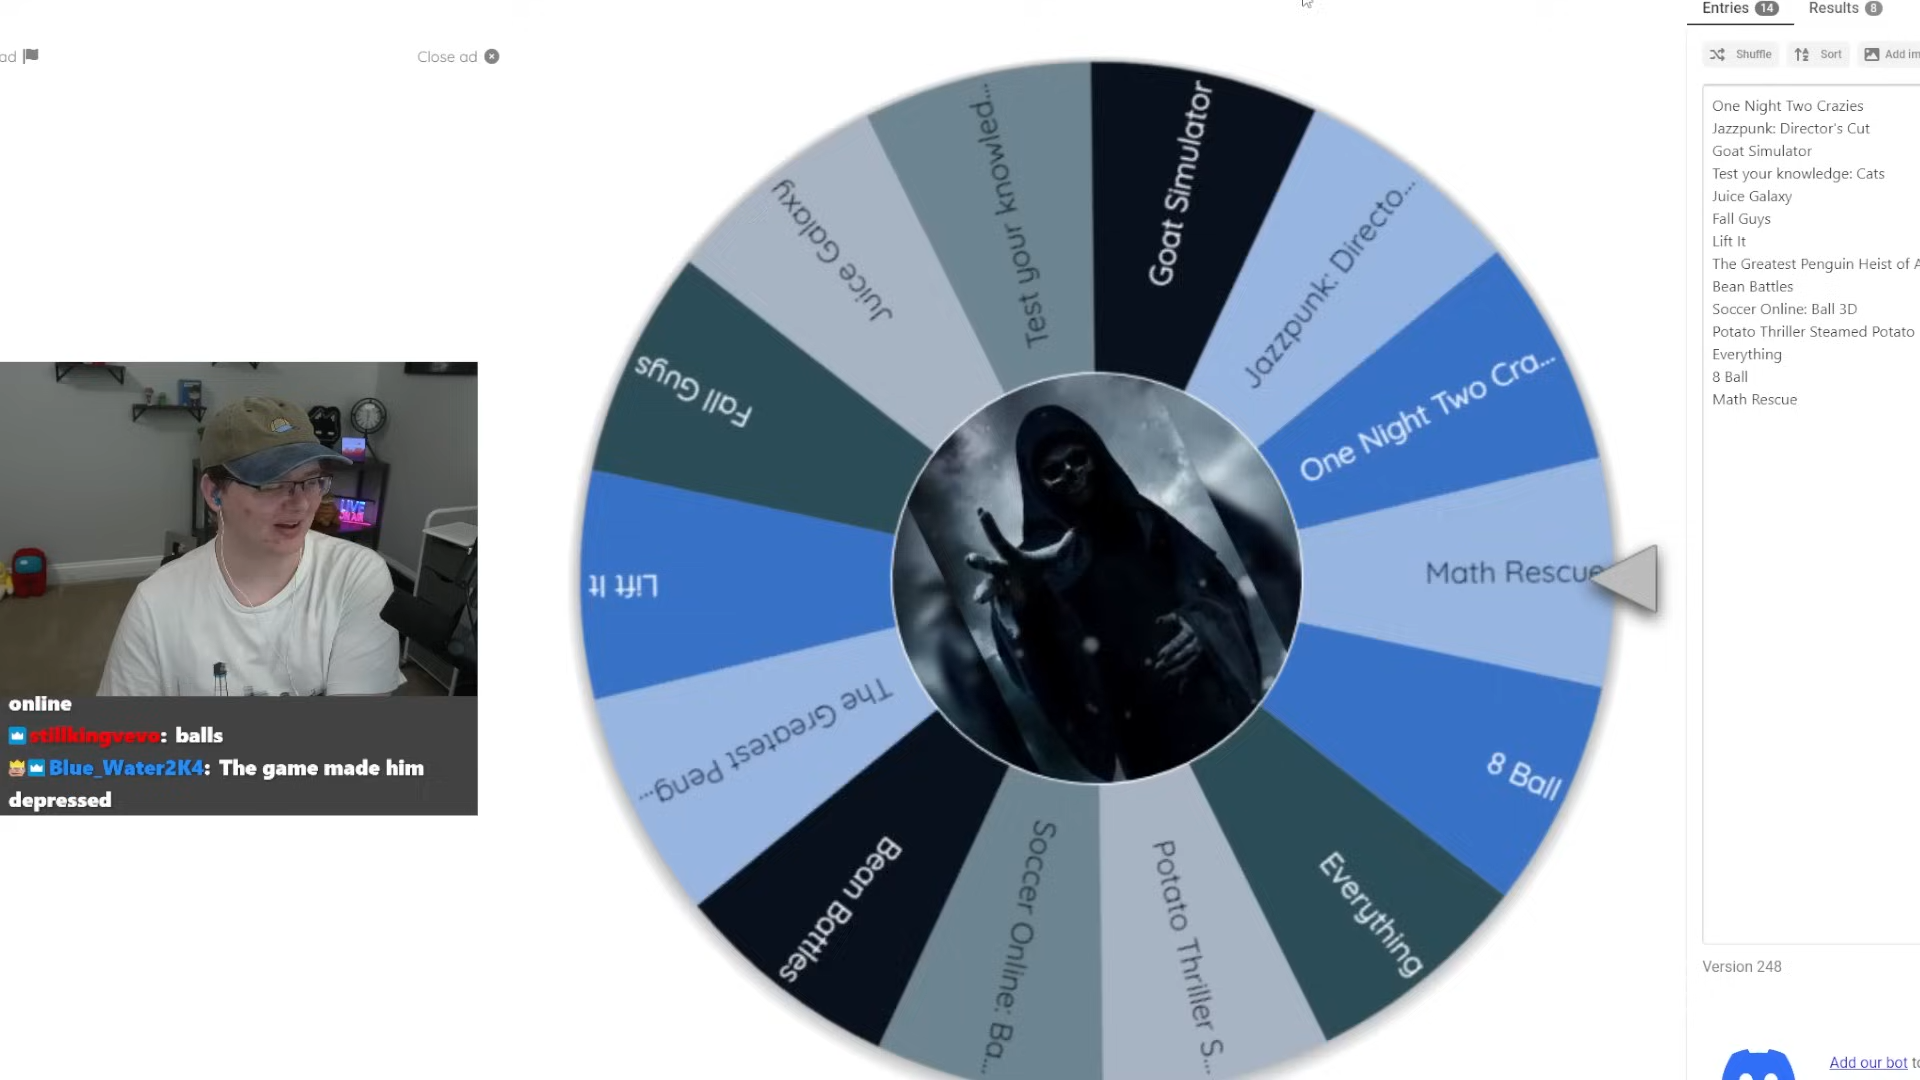 ad
Close ad
Entries 14
Results 8
Shuffle
Sort
Add im
One Night Two Crazies
Jazzpunk: Director's Cut
Goat Simulator
Test your knowledge: Cats
Juice Galaxy
Fall Guys
Lift It
The Greatest Penguin Heist of A
Bean Battles
Soccer Online: Ball 3D
Potato Thriller Steamed Potato
Everything
8 Ball
Math Rescue
Version 248
Add our bot to
Goat Simulator
Jazzpunk: Directo...
One Night Two Cra...
Math Rescue
8 Ball
Everything
Potato Thriller S...
Soccer Online: Ba...
Bean Battles
The Greatest Peng...
Lift It
Fall Guys
Juice Galaxy
Test your knowled...
LIVE
ON AIR
online
stillkingvevo: balls
Blue_Water2K4: The game made him
depressed